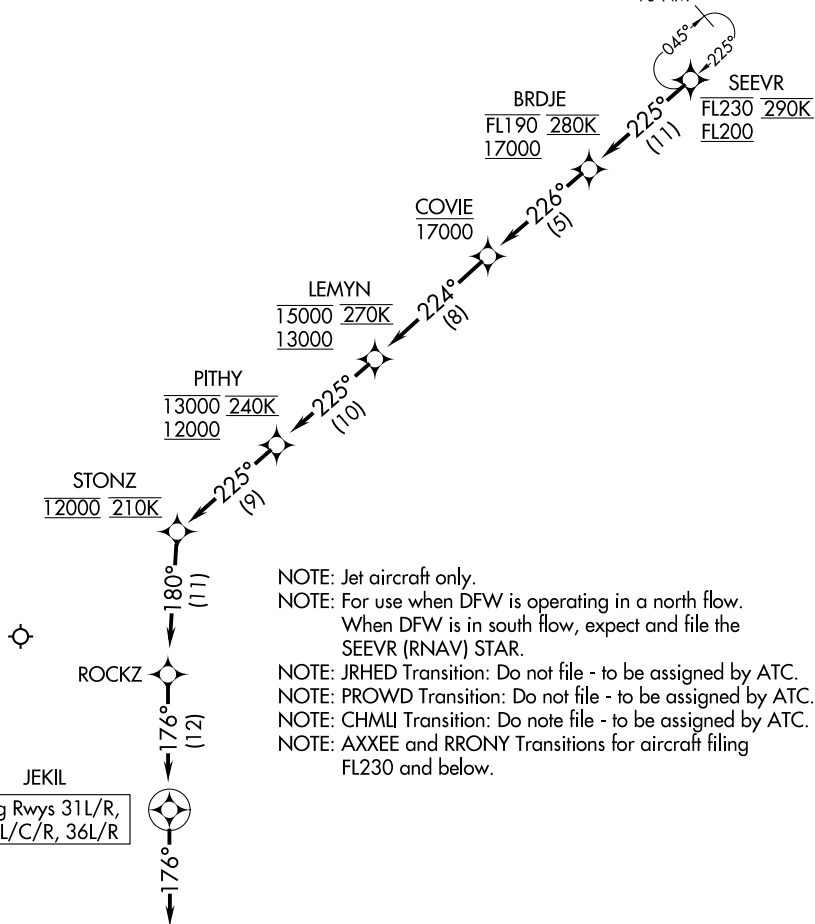 045°
225°
SEEVR
FL230 290K
FL200
225°
(11)
BRDJE
FL190 280K
17000
226°
(5)
COVIE
17000
224°
(8)
LEMYN
15000 270K
13000
225°
(10)
PITHY
13000 240K
12000
225°
(9)
STONZ
12000 210K
180°
(11)
NOTE: Jet aircraft only.
NOTE: For use when DFW is operating in a north flow.
When DFW is in south flow, expect and file the
SEEVR (RNAV) STAR.
NOTE: JRHED Transition: Do not file - to be assigned by ATC.
NOTE: PROWD Transition: Do not file - to be assigned by ATC.
NOTE: CHMLI Transition: Do note file - to be assigned by ATC.
NOTE: AXXEE and RRONY Transitions for aircraft filing
FL230 and below.
ROCKZ
176°
(12)
JEKIL
g Rwys 31L/R,
L/C/R, 36L/R
176°